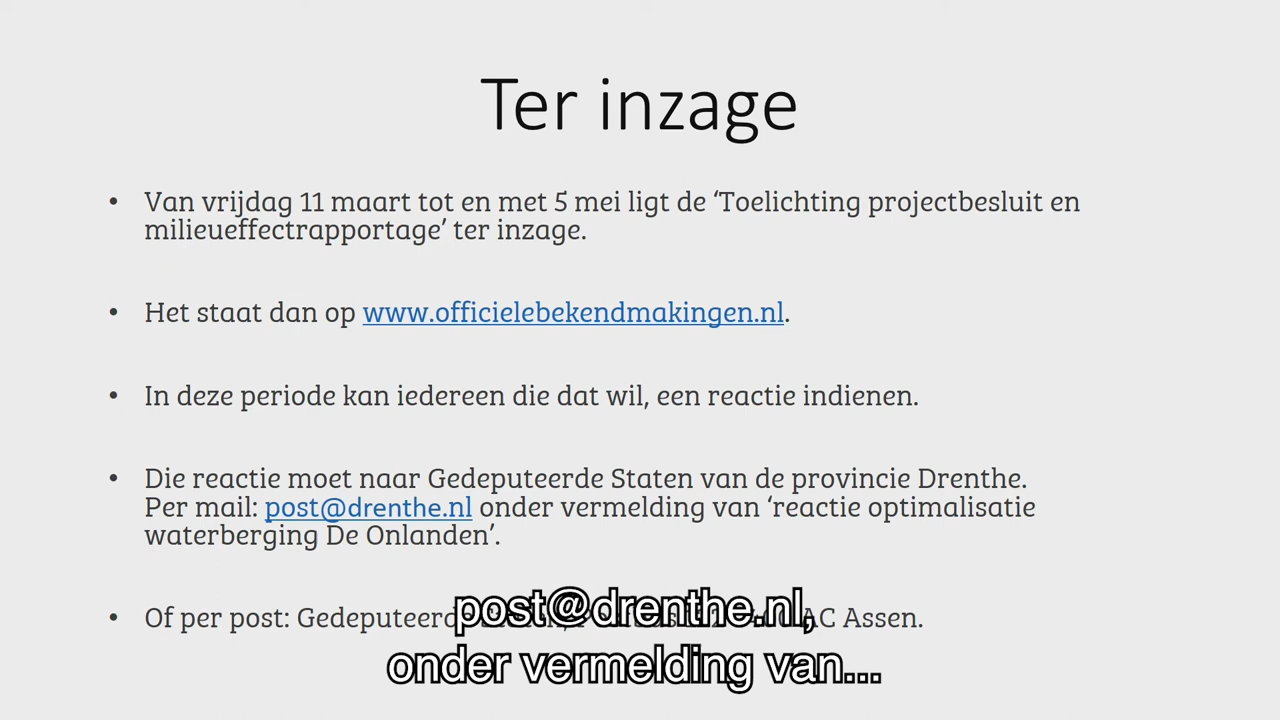 Ter inzage
• Van vrijdag 11 maart tot en met 5 mei ligt de ‘Toelichting projectbesluit en
milieueffectrapportage’ ter inzage.
• Het staat dan op www.officielebekendmakingen.nl.
• In deze periode kan iedereen die dat wil, een reactie indienen.
• Die reactie moet naar Gedeputeerde Staten van de provincie Drenthe.
Per mail: post@drenthe.nl onder vermelding van ‘reactie optimalisatie
waterberging De Onlanden’.
• Of per post: Gedeputeerde AC Assen.
post@drenthe.nl,
onder vermelding van...